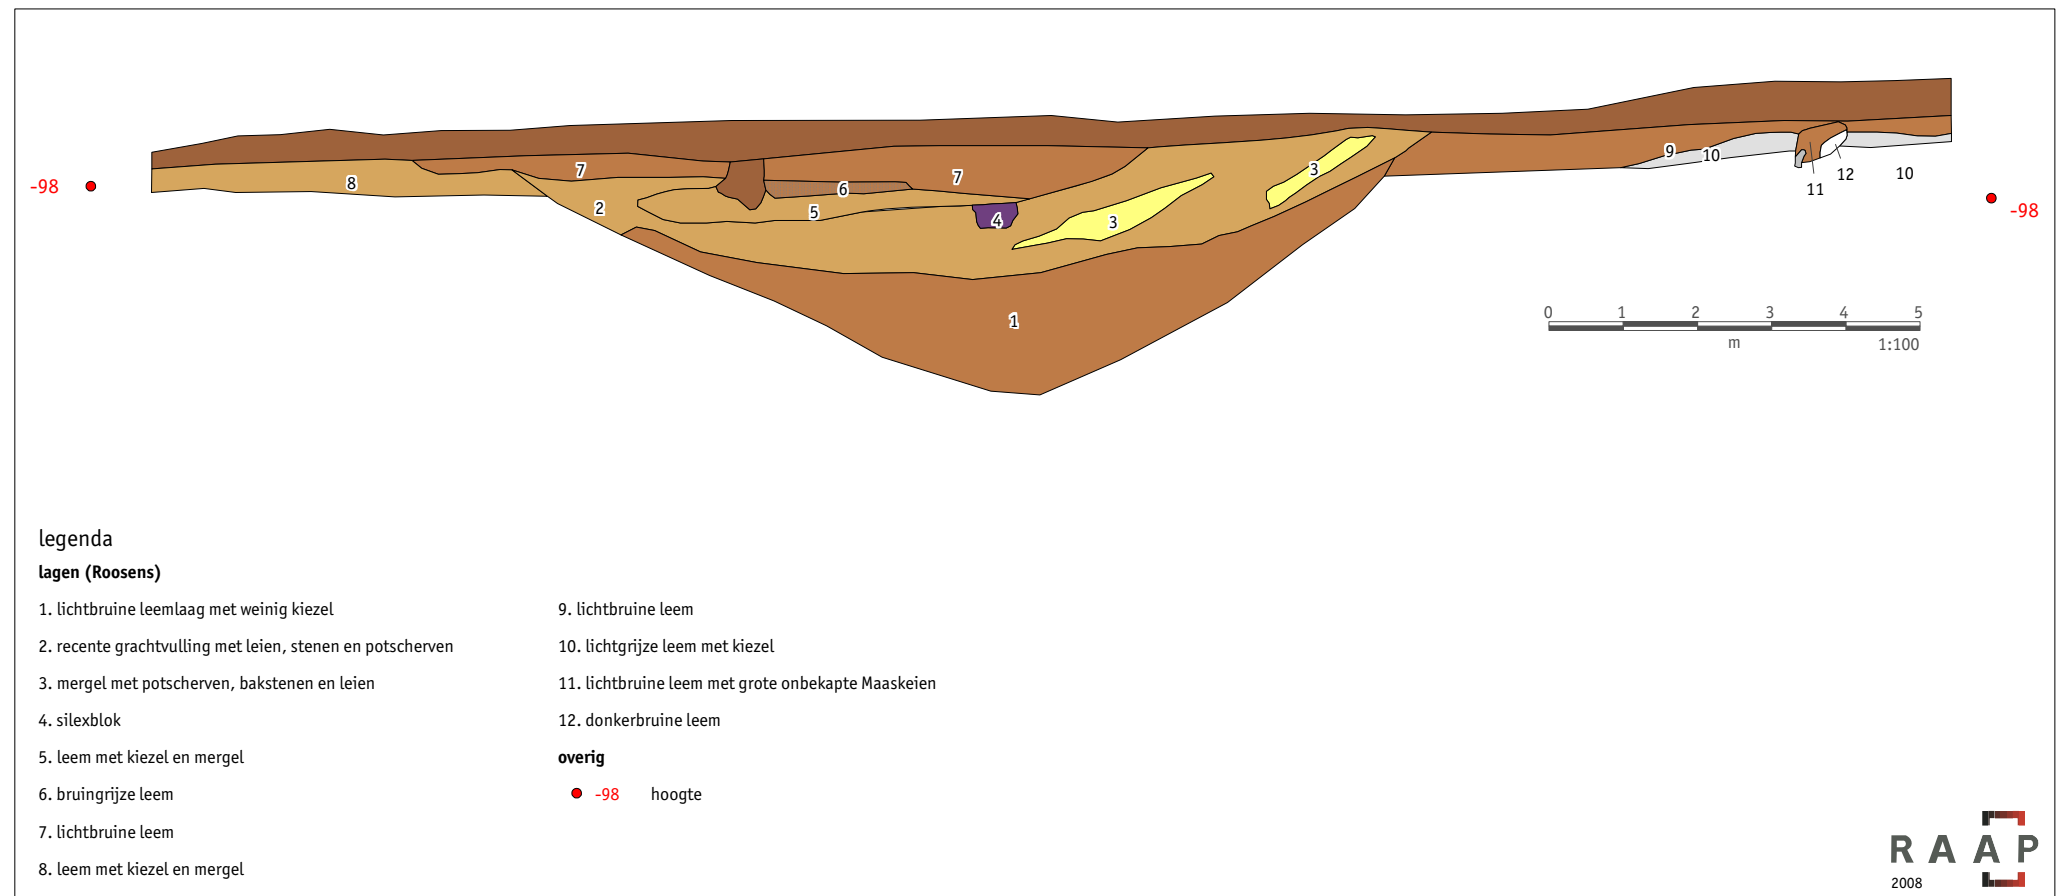 -98
8
7
2
5
6
7
4
3
3
1
9
10
11
12
10
-98
0 1 2 3 4 5
m 1:100
legenda
lagen (Roosens)
1. lichtbruine leemlaag met weinig kiezel
2. recente grachtvulling met leien, stenen en potscherven
3. mergel met potscherven, bakstenen en leien
4. silexblok
5. leem met kiezel en mergel
6. bruingrijze leem
7. lichtbruine leem
8. leem met kiezel en mergel
9. lichtbruine leem
10. lichtgrijze leem met kiezel
11. lichtbruine leem met grote onbekapte Maaskeien
12. donkerbruine leem
overig
-98 hoogte
RAAP
2008